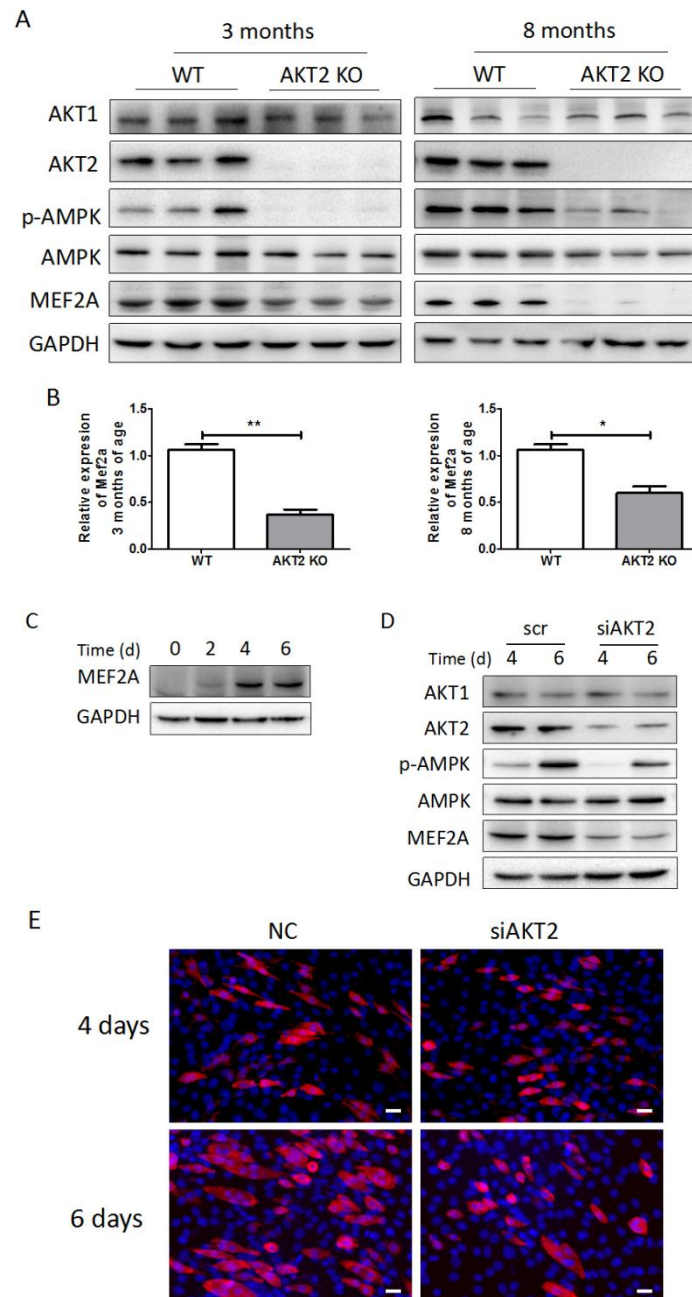 A
3 months
8 months
WT AKT2 KO WT AKT2 KO
AKT1
AKT2
p-AMPK
AMPK
MEF2A
GAPDH
B
Relative expression
of Mef2a
3 months of age
1.5
1.0
0.5
0.0
**
WT AKT2 KO
Relative expression
of Mef2a
8 months of age
1.5
1.0
0.5
0.0
*
WT AKT2 KO
C
Time (d) 0 2 4 6
MEF2A
GAPDH
D
scr siAKT2
Time (d) 4 6 4 6
AKT1
AKT2
p-AMPK
AMPK
MEF2A
GAPDH
E
NC siAKT2
4 days
6 days